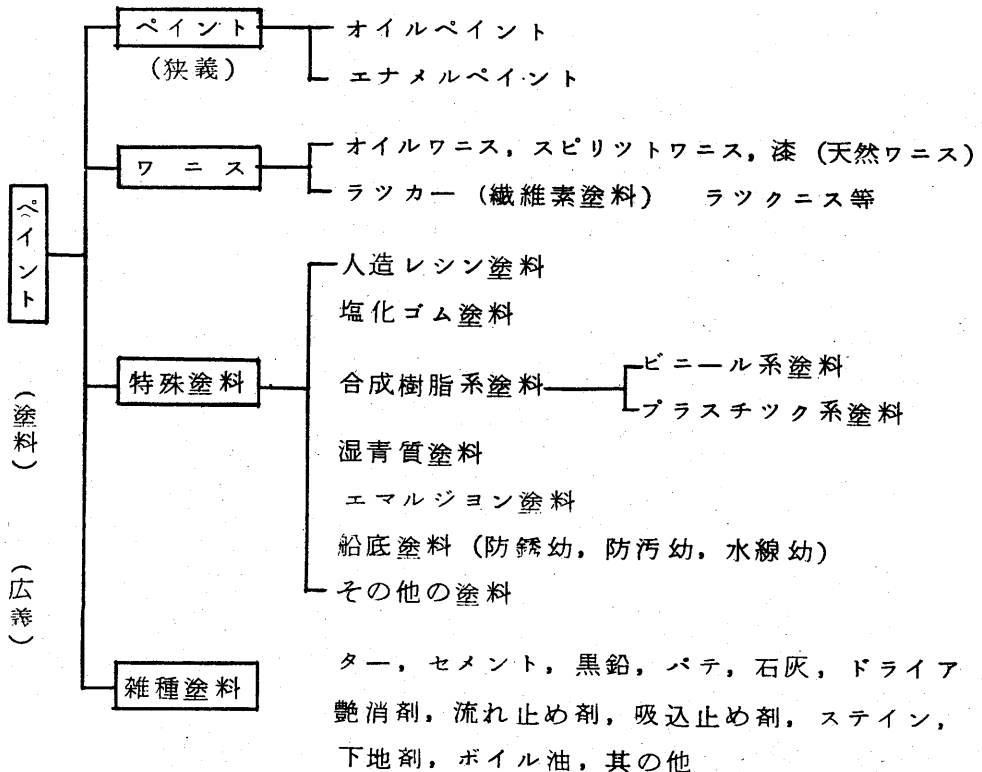 ペイント
(塗料)
(広義)
ペイント
(狭義)
オイルペイント
エナメルペイント
ワニス
オイルワニス，スピリツトワニス，漆 (天然ワニス)
ラツカー (繊維素塗料)　ラツクニス等
特殊塗料
人造レシン塗料
塩化ゴム塗料
合成樹脂系塗料
ビニール系塗料
プラスチツク系塗料
湿青質塗料
エマルジヨン塗料
船底塗料 (防銹幼，防汚幼，水線幼)
その他の塗料
雑種塗料
ター，セメント，黒鉛，パテ，石灰，ドライア
艶消剤，流れ止め剤，吸込止め剤，ステイン，
下地剤，ボイル油，其の他